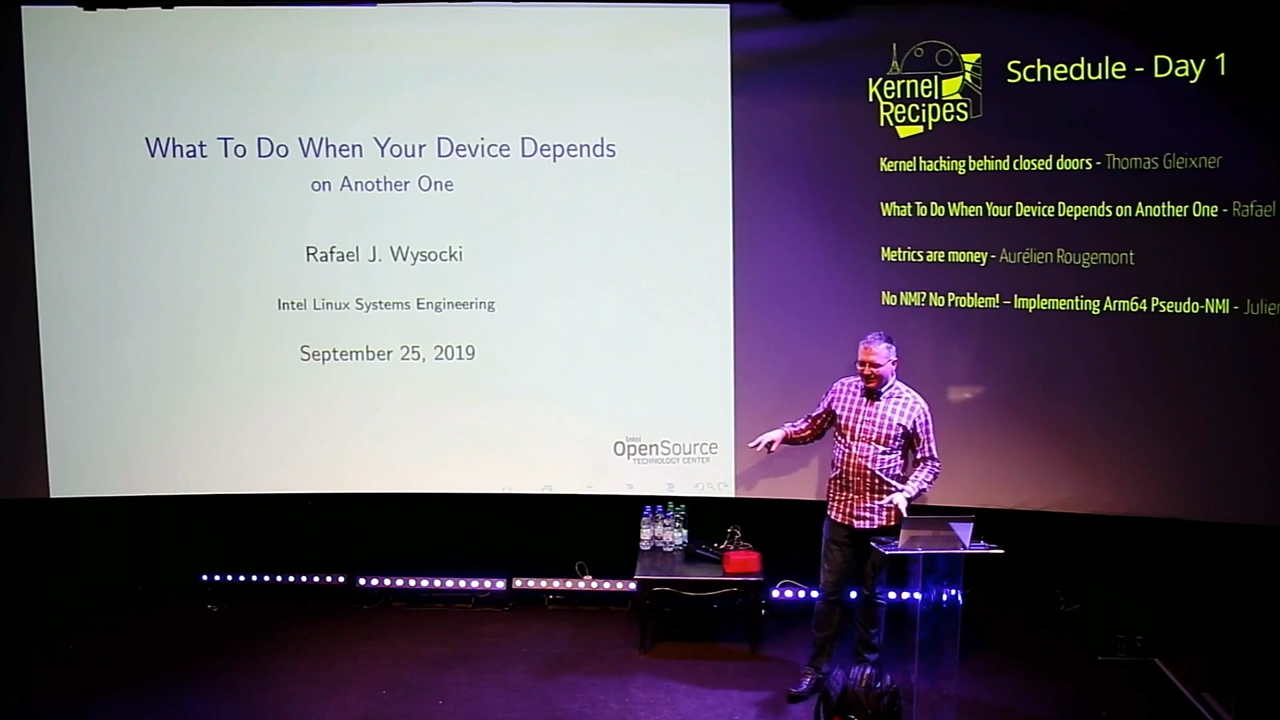 What To Do When Your Device Depends
on Another One
Rafael J. Wysocki
Intel Linux Systems Engineering
September 25, 2019
Intel
OpenSource
TECHNOLOGY CENTER
Kernel
Recipes
Schedule - Day 1
Kernel hacking behind closed doors - Thomas Gleixner
What To Do When Your Device Depends on Another One - Rafael
Metrics are money - Aurélien Rougemont
No NMI? No Problem! – Implementing Arm64 Pseudo-NMI - Julien